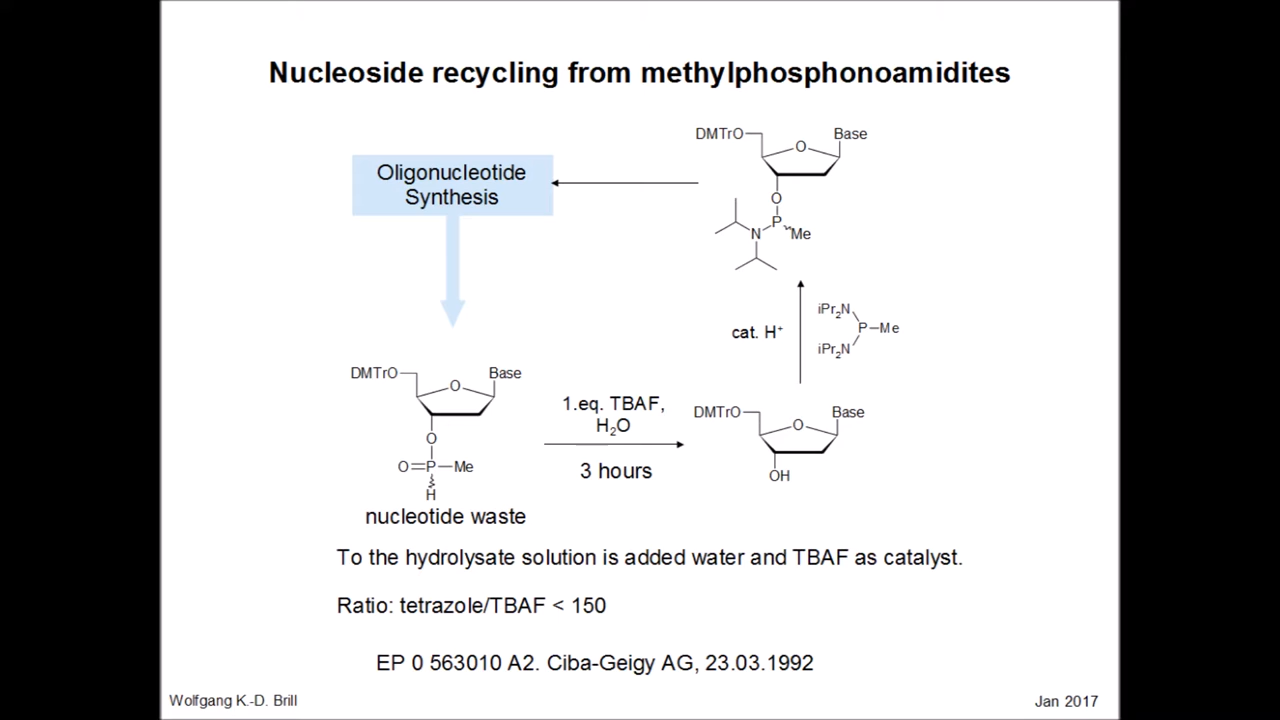 Nucleoside recycling from methylphosphonoamidites
DMTrO
O
Base
Oligonucleotide
Synthesis
O
P
N
Me
cat. H⁺
iPr₂N
P—Me
iPr₂N
DMTrO
O
Base
O
O=P—Me
H
nucleotide waste
1.eq. TBAF,
H₂O
3 hours
DMTrO
O
Base
OH
To the hydrolysate solution is added water and TBAF as catalyst.
Ratio: tetrazole/TBAF < 150
EP 0 563010 A2. Ciba-Geigy AG, 23.03.1992
Wolfgang K.-D. Brill
Jan 2017